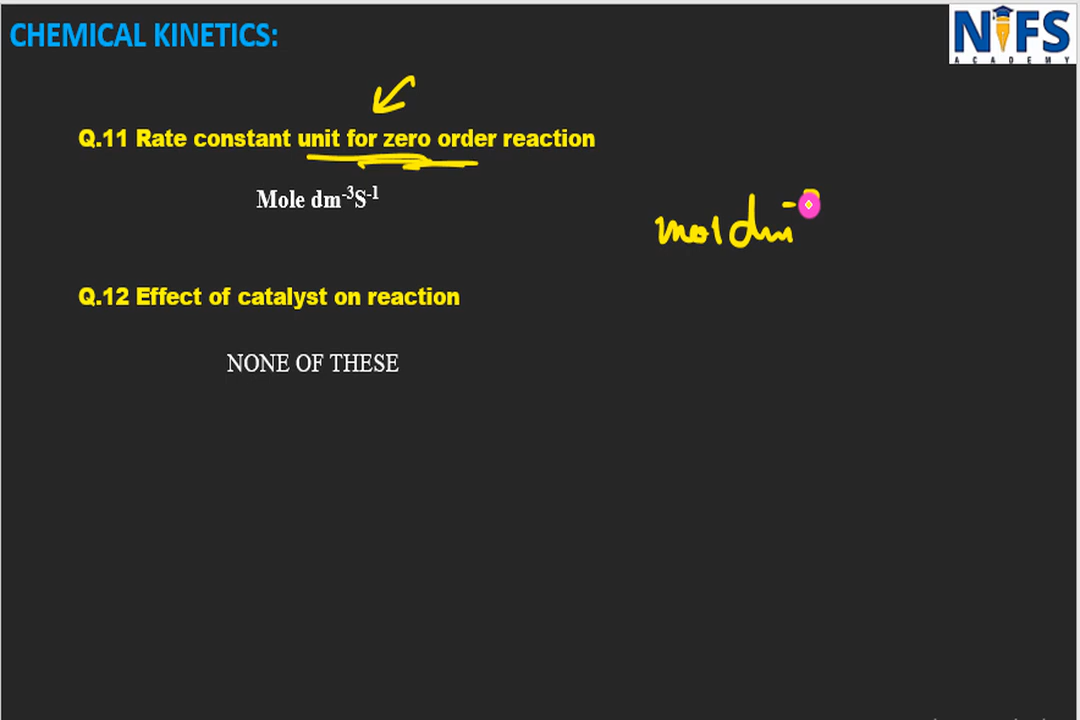 CHEMICAL KINETICS:
NiFS
ACADEMY
Q.11 Rate constant unit for zero order reaction
Mole dm⁻³S⁻¹
mol dm⁻
Q.12 Effect of catalyst on reaction
NONE OF THESE